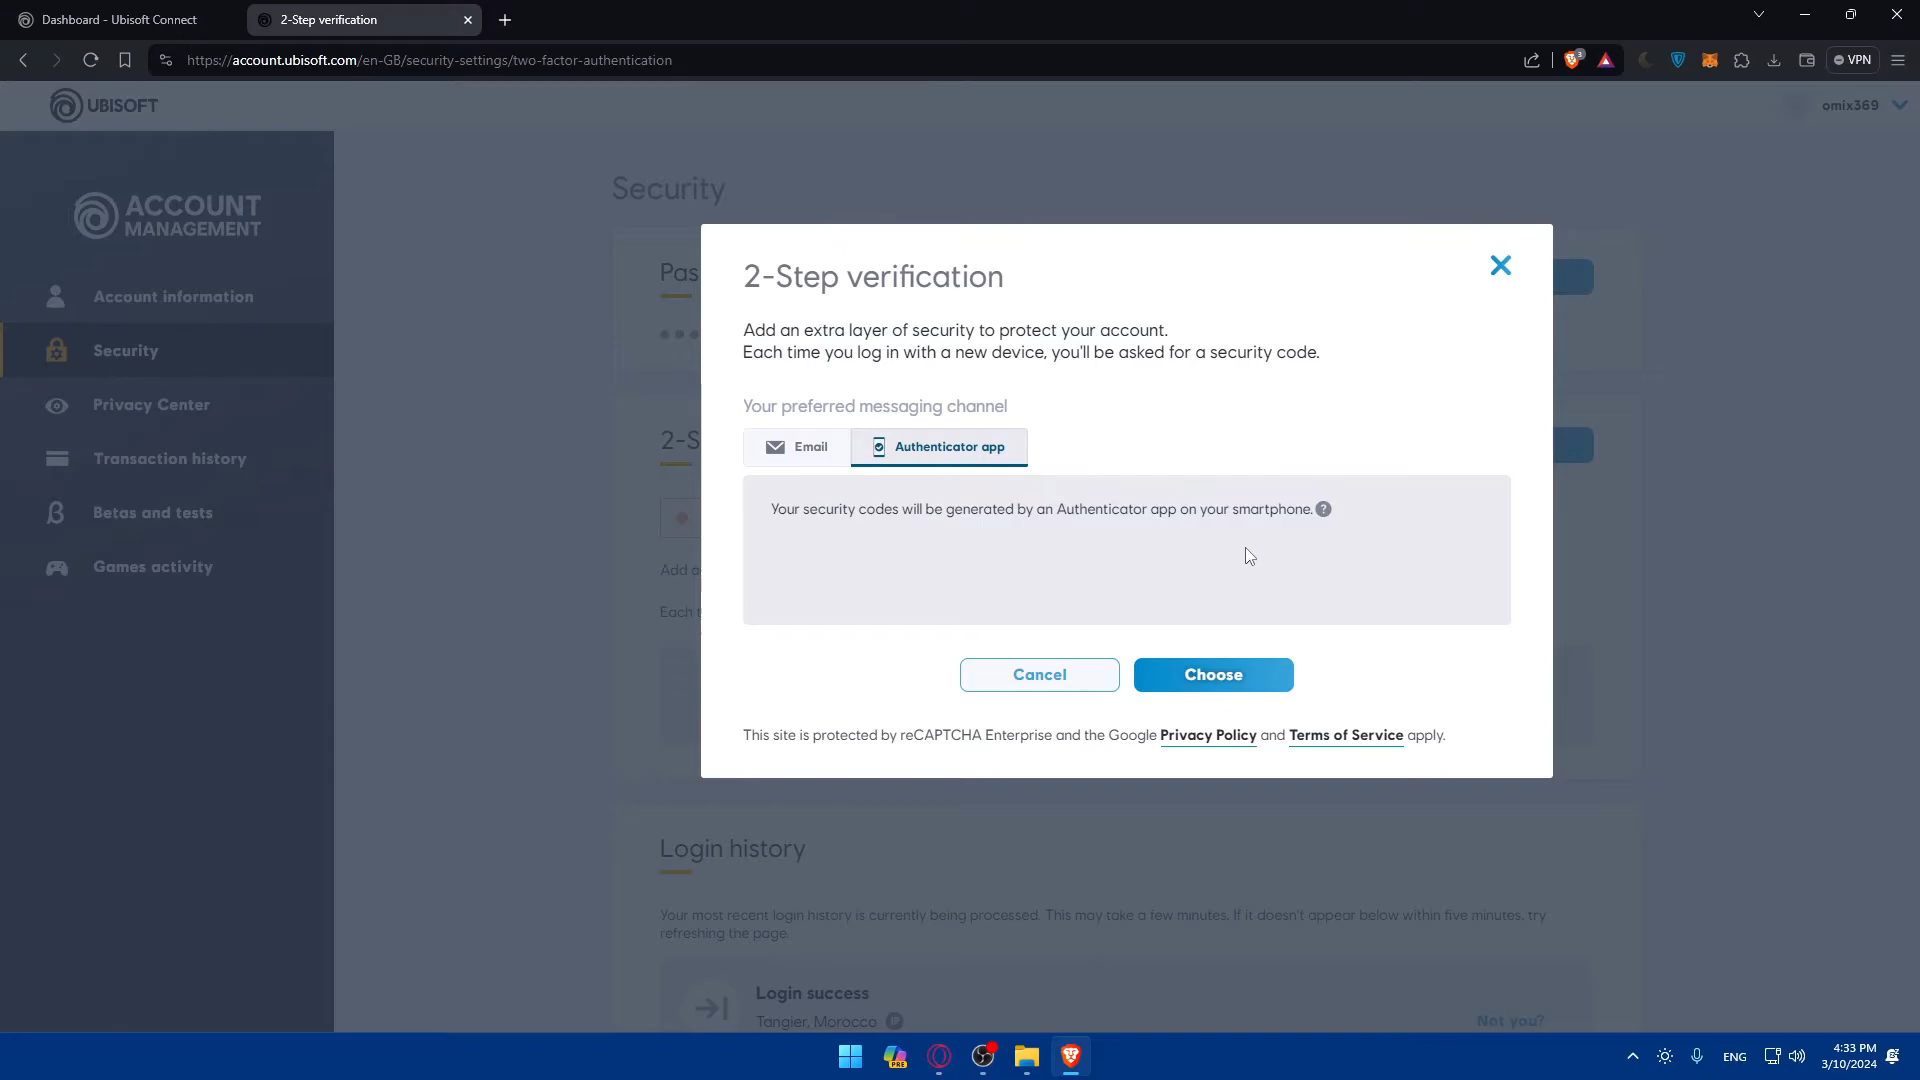 Dashboard - Ubisoft Connect
2-Step verification
https://account.ubisoft.com/en-GB/security-settings/two-factor-authentication
3
VPN
UBISOFT
omix369
ACCOUNT
MANAGEMENT
Account information
Security
Privacy Center
Transaction history
Betas and tests
Games activity
Security
Pas
2-S
Add a
Each t
2-Step verification
Add an extra layer of security to protect your account.
Each time you log in with a new device, you'll be asked for a security code.
Your preferred messaging channel
Email
Authenticator app
Your security codes will be generated by an Authenticator app on your smartphone. ?
Cancel
Choose
This site is protected by reCAPTCHA Enterprise and the Google Privacy Policy and Terms of Service apply.
Login history
Your most recent login history is currently being processed. This may take a few minutes. If it doesn't appear below within five minutes, try
refreshing the page.
Login success
Tangier, Morocco IP
Not you?
PRE
ENG
4:33 PM
3/10/2024